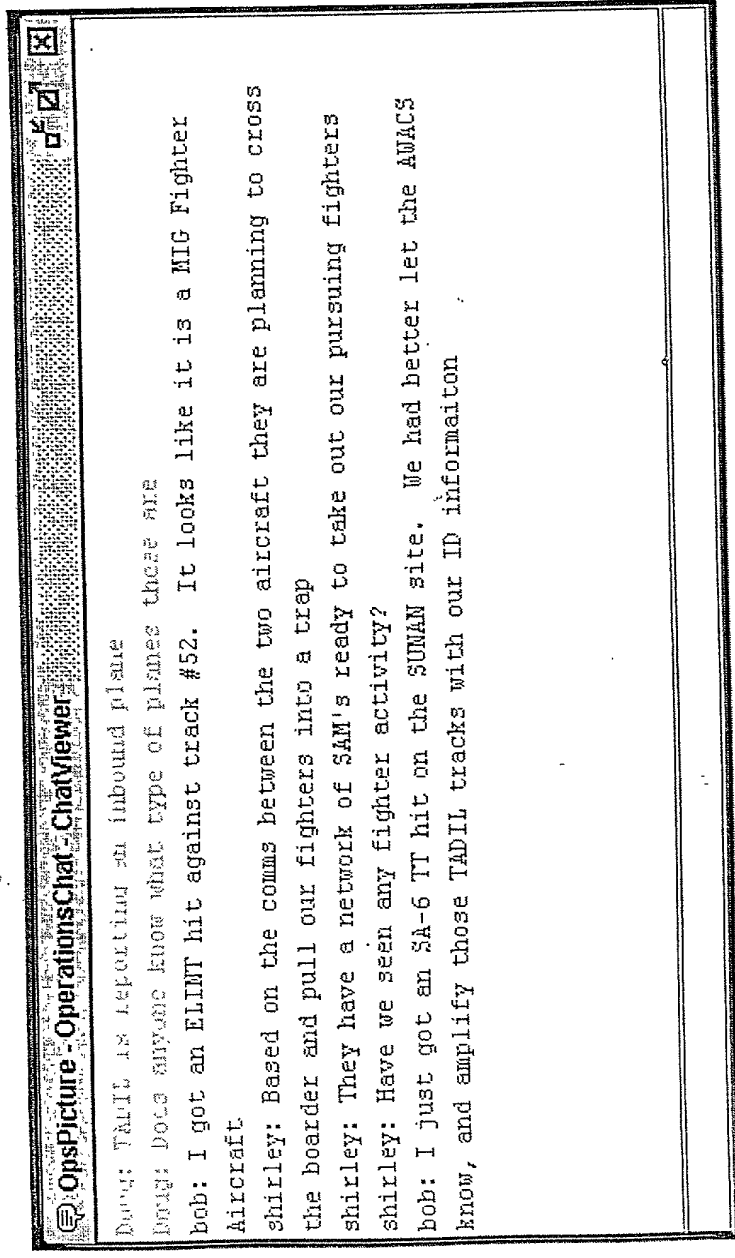 OpsPicture - OperationsChat - ChatViewer
Doug: TADIL is reporting an inbound plane
Doug: Does anyone know what type of planes those are
bob: I got an ELINT hit against track #52.  It looks like it is a MIG Fighter
Aircraft
shirley: Based on the comms between the two aircraft they are planning to cross
the boarder and pull our fighters into a trap
shirley: They have a network of SAM's ready to take out our pursuing fighters
shirley: Have we seen any fighter activity?
bob: I just got an SA-6 TT hit on the SUNAN site.  We had better let the AWACS
know, and amplify those TADIL tracks with our ID informaiton